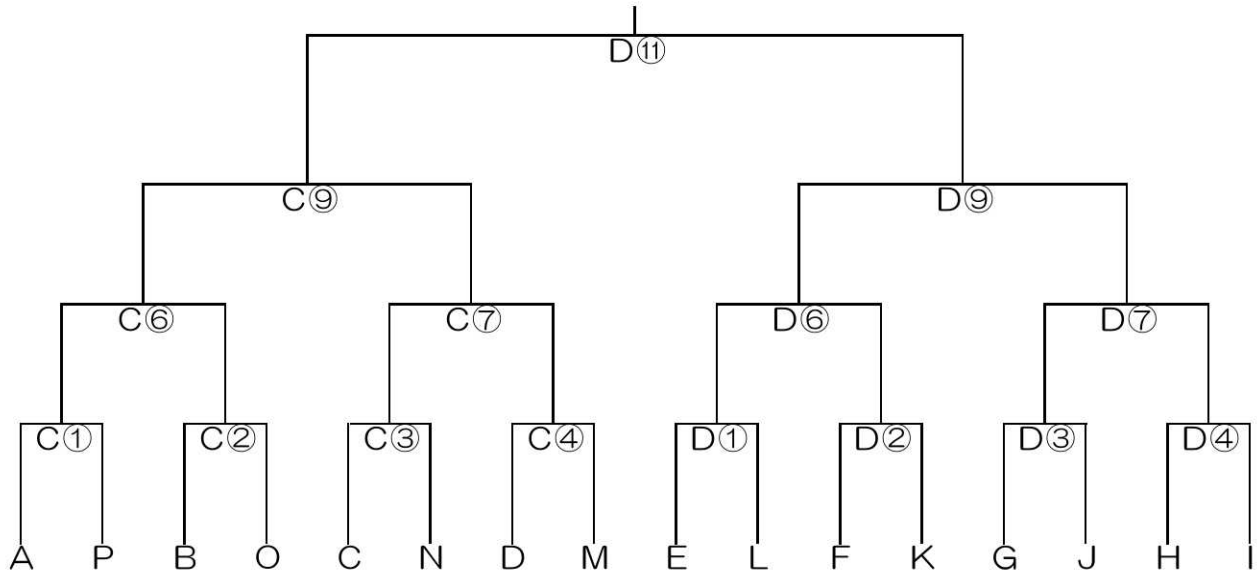 D⑪
C⑨ D⑨
C⑥ C⑦ D⑥ D⑦
C① C② C③ C④ D① D② D③ D④
A P B O C N D M E L F K G J H I